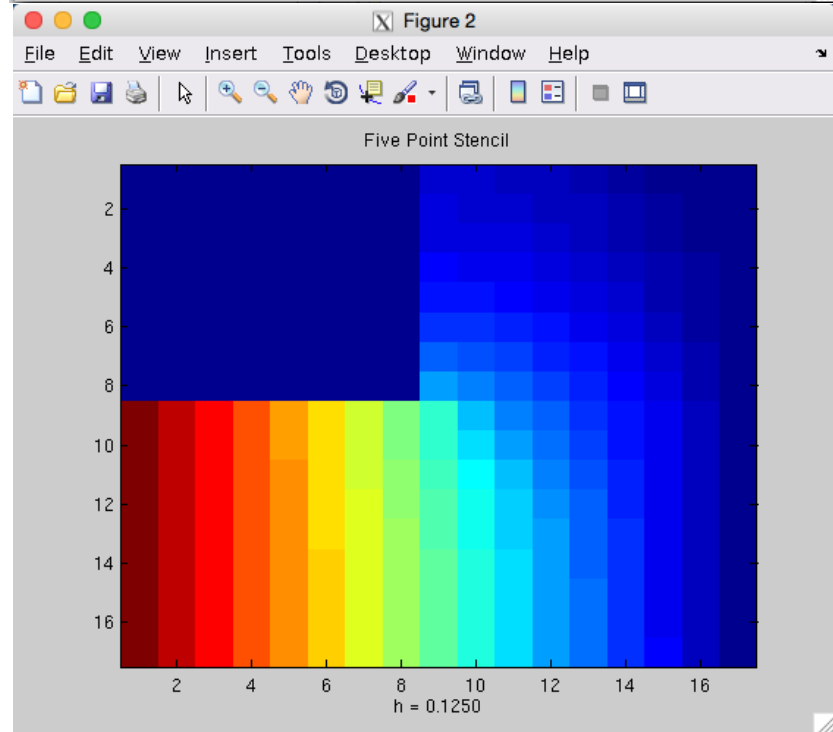 Figure 2
File Edit View Insert Tools Desktop Window Help
Five Point Stencil
2
4
6
8
10
12
14
16
2 4 6 8 10 12 14 16
h = 0.1250